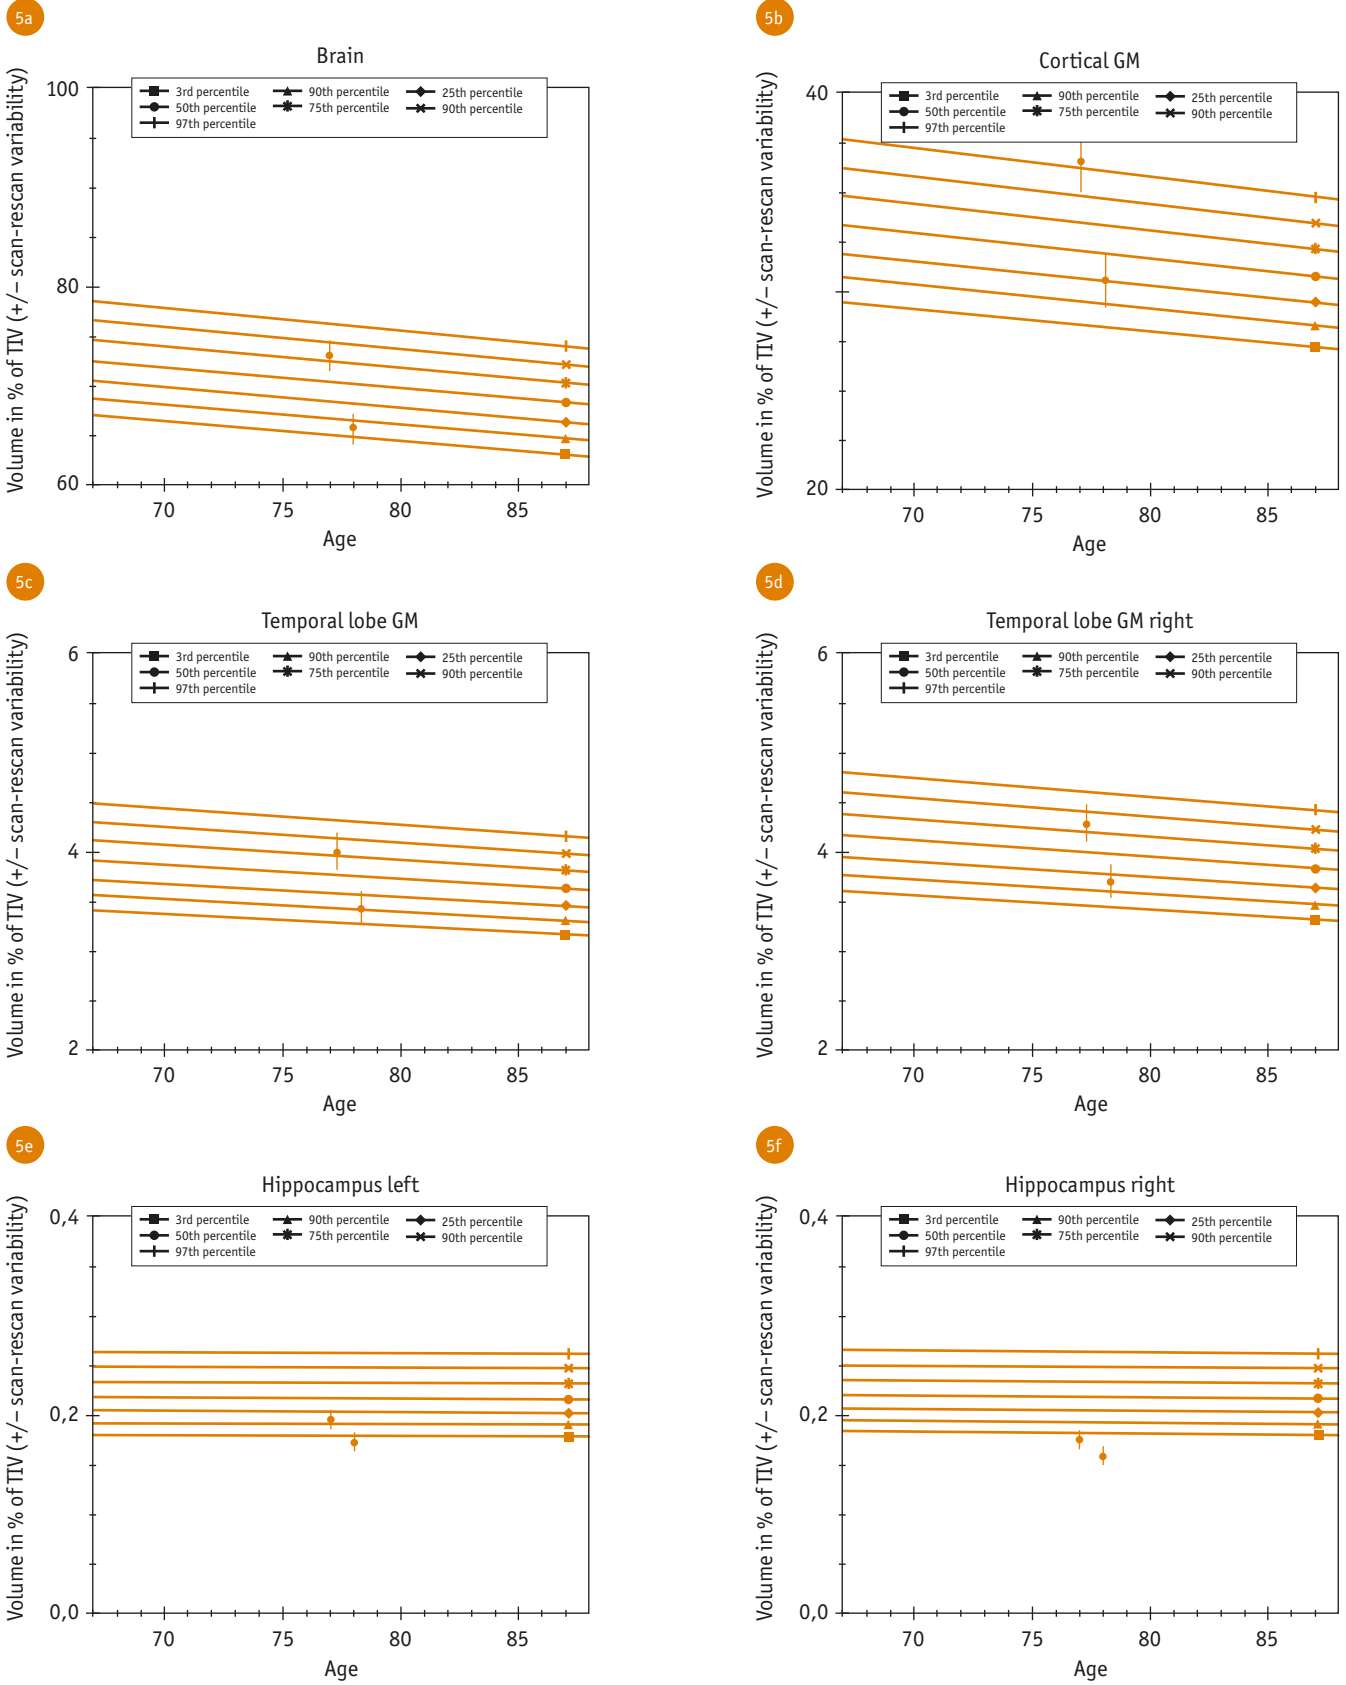 5a
Brain
Volume in % of TIV (+/– scan-rescan variability)
3rd percentile 90th percentile 25th percentile
50th percentile 75th percentile 90th percentile
97th percentile
100
80
60
70 75 80 85
Age
5b
Cortical GM
Volume in % of TIV (+/– scan-rescan variability)
3rd percentile 90th percentile 25th percentile
50th percentile 75th percentile 90th percentile
97th percentile
40
20
70 75 80 85
Age
5c
Temporal lobe GM
Volume in % of TIV (+/– scan-rescan variability)
3rd percentile 90th percentile 25th percentile
50th percentile 75th percentile 90th percentile
97th percentile
6
4
2
70 75 80 85
Age
5d
Temporal lobe GM right
Volume in % of TIV (+/– scan-rescan variability)
3rd percentile 90th percentile 25th percentile
50th percentile 75th percentile 90th percentile
97th percentile
6
4
2
70 75 80 85
Age
5e
Hippocampus left
Volume in % of TIV (+/– scan-rescan variability)
3rd percentile 90th percentile 25th percentile
50th percentile 75th percentile 90th percentile
97th percentile
0,4
0,2
0,0
70 75 80 85
Age
5f
Hippocampus right
Volume in % of TIV (+/– scan-rescan variability)
3rd percentile 90th percentile 25th percentile
50th percentile 75th percentile 90th percentile
97th percentile
0,4
0,2
0,0
70 75 80 85
Age